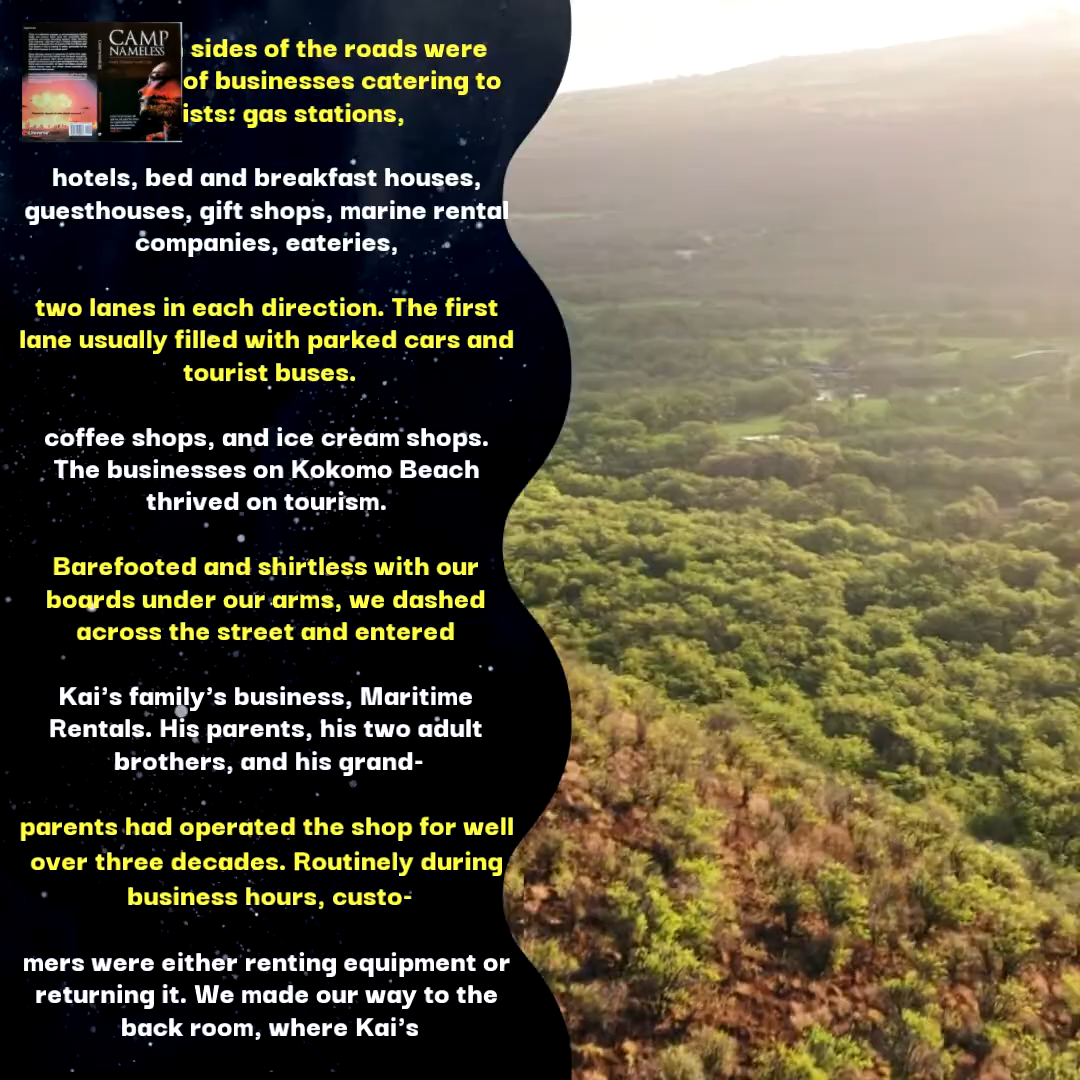 CAMP
NAMELESS
sides of the roads were
of businesses catering to
ists: gas stations,
hotels, bed and breakfast houses,
guesthouses, gift shops, marine rental
companies, eateries,
two lanes in each direction. The first
lane usually filled with parked cars and
tourist buses.
coffee shops, and ice cream shops.
The businesses on Kokomo Beach
thrived on tourism.
Barefooted and shirtless with our
boards under our arms, we dashed
across the street and entered
Kai's family's business, Maritime
Rentals. His parents, his two adult
brothers, and his grand-
parents had operated the shop for well
over three decades. Routinely during
business hours, custo-
mers were either renting equipment or
returning it. We made our way to the
back room, where Kai's